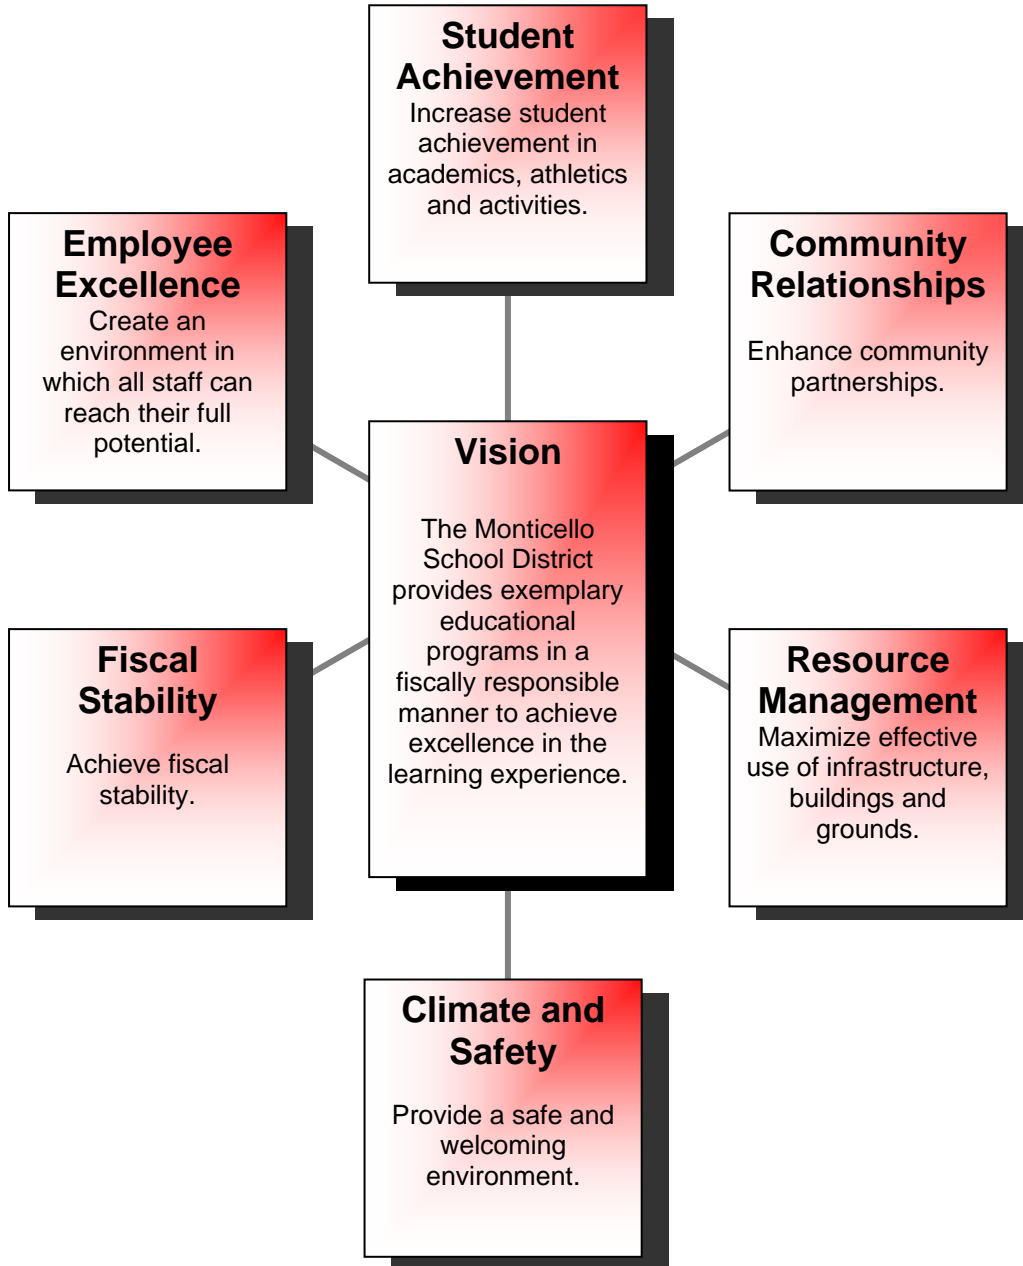 Student
Achievement
Increase student
achievement in
academics, athletics
and activities.
Employee
Excellence
Create an
environment in
which all staff can
reach their full
potential.
Community
Relationships
Enhance community
partnerships.
Vision
The Monticello
School District
provides exemplary
educational
programs in a
fiscally responsible
manner to achieve
excellence in the
learning experience.
Fiscal
Stability
Achieve fiscal
stability.
Resource
Management
Maximize effective
use of infrastructure,
buildings and
grounds.
Climate and
Safety
Provide a safe and
welcoming
environment.